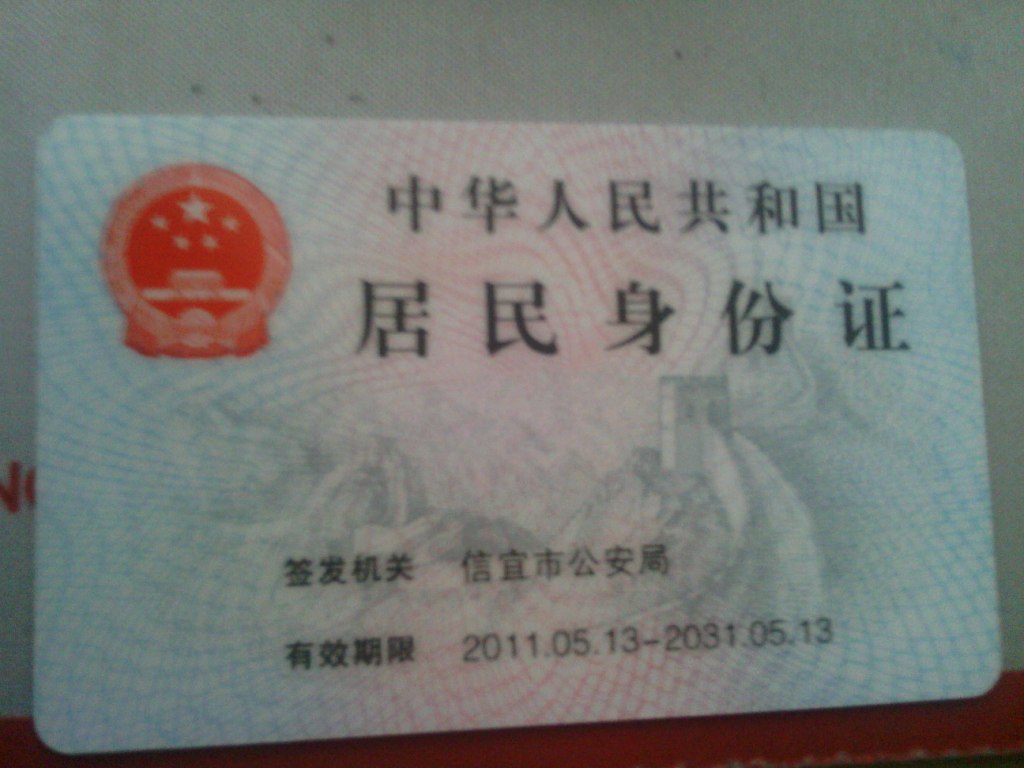 中华人民共和国
居民身份证
签发机关 信宜市公安局
有效期限 2011.05.13-2031.05.13